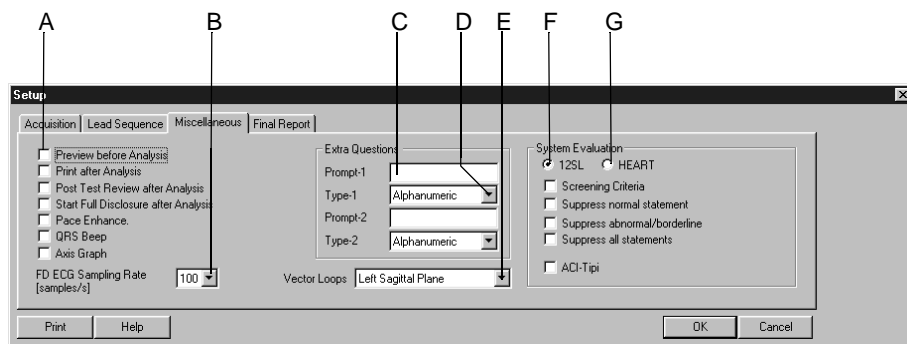 A B C D E F G
Setup
Acquisition Lead Sequence Miscellaneous Final Report
Preview before Analysis
Print after Analysis
Post Test Review after Analysis
Start Full Disclosure after Analysis
Pace Enhance.
QRS Beep
Axis Graph
FD ECG Sampling Rate
[samples/s]
100
Extra Questions
Prompt-1
Type-1 Alphanumeric
Prompt-2
Type-2 Alphanumeric
Vector Loops Left Sagittal Plane
System Evaluation
12SL HEART
Screening Criteria
Suppress normal statement
Suppress abnormal/borderline
Suppress all statements
ACI-Tipi
Print Help OK Cancel